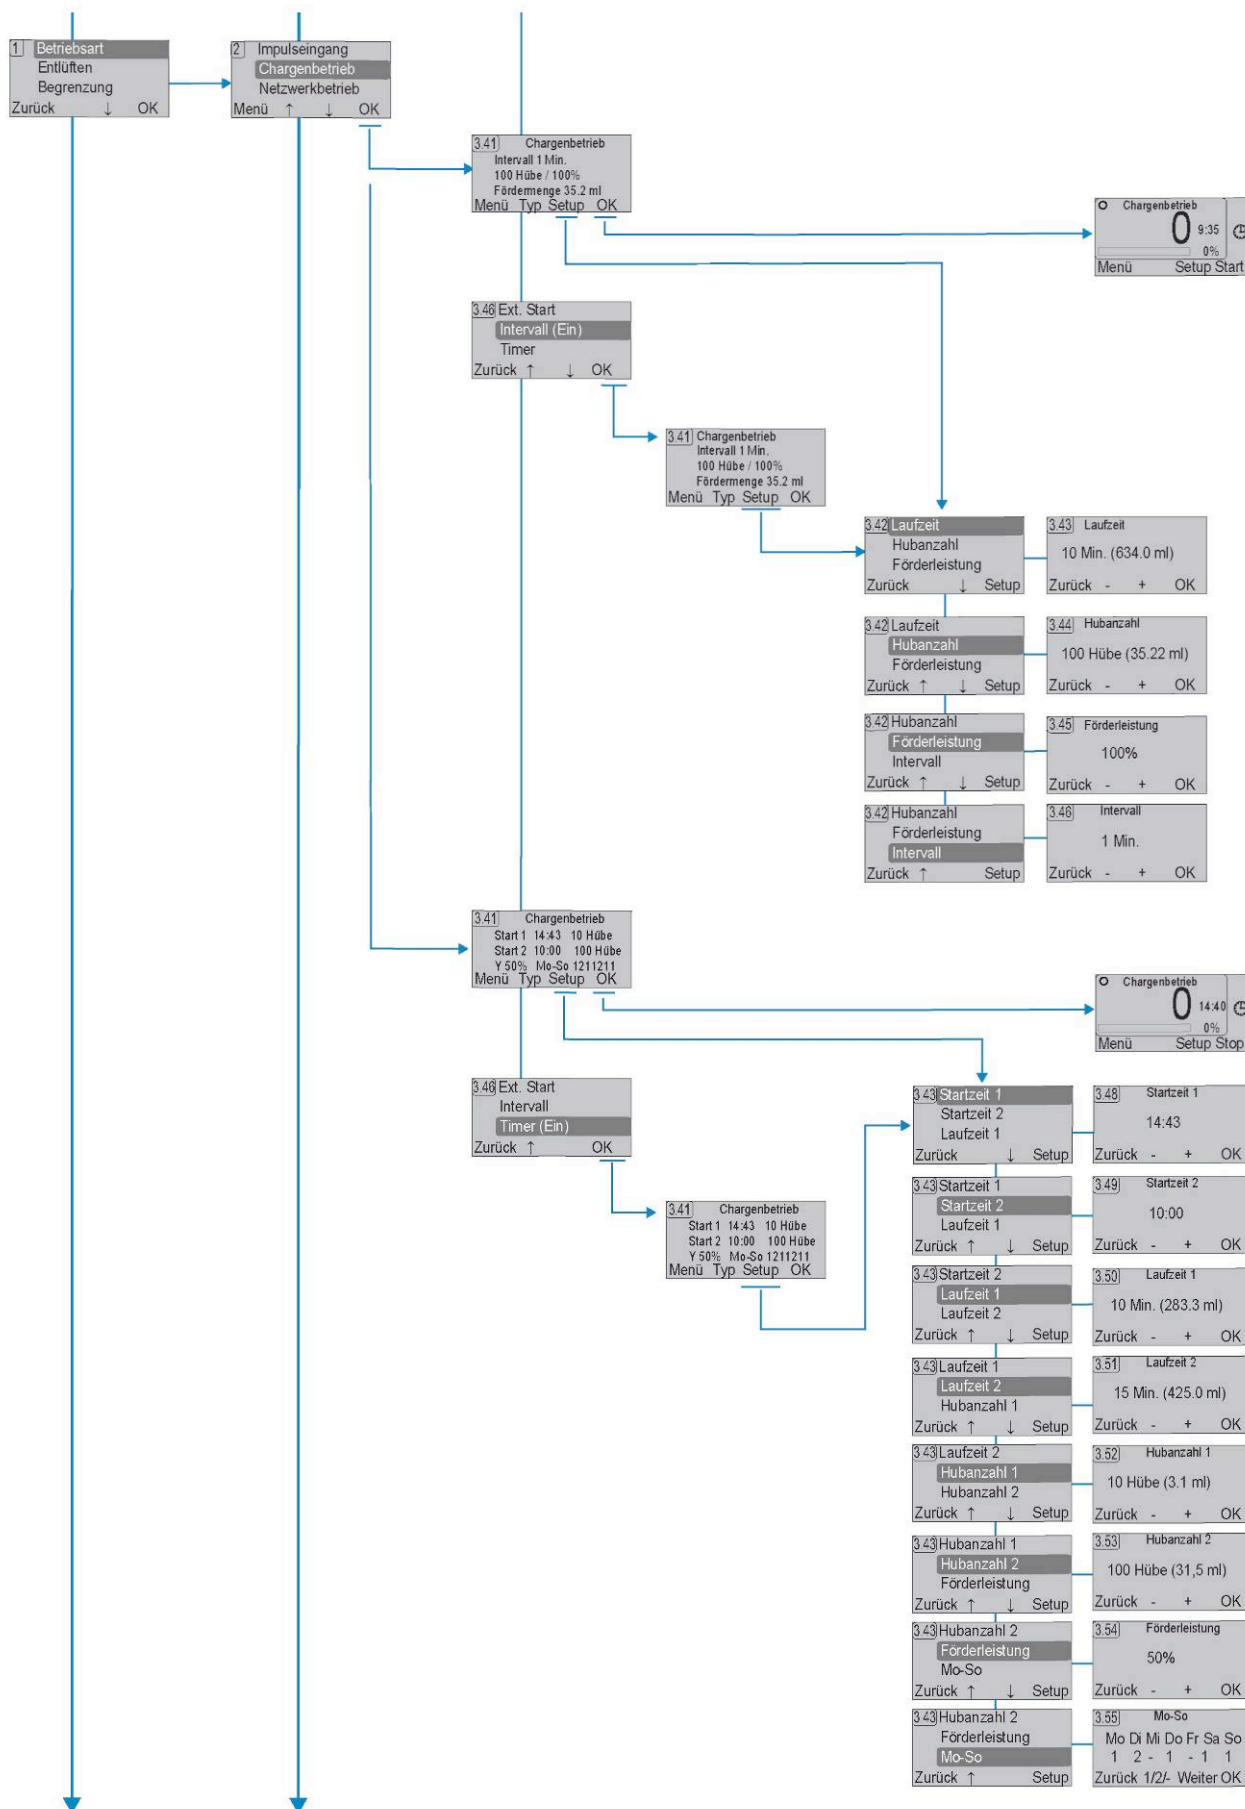 1 Betriebsart
Entlüften
Begrenzung
Zurück ↓ OK
2 Impulseingang
Chargenbetrieb
Netzwerkbetrieb
Menü ↑ ↓ OK
3.41 Chargenbetrieb
Intervall 1 Min.
100 Hübe / 100%
Fördermenge 35.2 ml
Menü Typ Setup OK
Chargenbetrieb
0 9:35
0%
Menü Setup Start
3.46 Ext. Start
Intervall (Ein)
Timer
Zurück ↑ ↓ OK
3.41 Chargenbetrieb
Intervall 1 Min.
100 Hübe / 100%
Fördermenge 35.2 ml
Menü Typ Setup OK
3.42 Laufzeit
Hubanzahl
Förderleistung
Zurück ↓ Setup
3.43 Laufzeit
10 Min. (634.0 ml)
Zurück - + OK
3.42 Laufzeit
Hubanzahl
Förderleistung
Zurück ↑ ↓ Setup
3.44 Hubanzahl
100 Hübe (35.22 ml)
Zurück - + OK
3.42 Hubanzahl
Förderleistung
Intervall
Zurück ↑ ↓ Setup
3.45 Förderleistung
100%
Zurück - + OK
3.42 Hubanzahl
Förderleistung
Intervall
Zurück ↑ Setup
3.46 Intervall
1 Min.
Zurück - + OK
3.41 Chargenbetrieb
Start 1 14:43 10 Hübe
Start 2 10:00 100 Hübe
Y 50% Mo-So 1211211
Menü Typ Setup OK
Chargenbetrieb
0 14:40
0%
Menü Setup Stop
3.46 Ext. Start
Intervall
Timer (Ein)
Zurück ↑ OK
3.41 Chargenbetrieb
Start 1 14:43 10 Hübe
Start 2 10:00 100 Hübe
Y 50% Mo-So 1211211
Menü Typ Setup OK
3.43 Startzeit 1
Startzeit 2
Laufzeit 1
Zurück ↓ Setup
3.48 Startzeit 1
14:43
Zurück - + OK
3.43 Startzeit 1
Startzeit 2
Laufzeit 1
Zurück ↑ ↓ Setup
3.49 Startzeit 2
10:00
Zurück - + OK
3.43 Startzeit 2
Laufzeit 1
Laufzeit 2
Zurück ↑ ↓ Setup
3.50 Laufzeit 1
10 Min. (283.3 ml)
Zurück - + OK
3.43 Laufzeit 1
Laufzeit 2
Hubanzahl 1
Zurück ↑ ↓ Setup
3.51 Laufzeit 2
15 Min. (425.0 ml)
Zurück - + OK
3.43 Laufzeit 2
Hubanzahl 1
Hubanzahl 2
Zurück ↑ ↓ Setup
3.52 Hubanzahl 1
10 Hübe (3.1 ml)
Zurück - + OK
3.43 Hubanzahl 1
Hubanzahl 2
Förderleistung
Zurück ↑ ↓ Setup
3.53 Hubanzahl 2
100 Hübe (31,5 ml)
Zurück - + OK
3.43 Hubanzahl 2
Förderleistung
Mo-So
Zurück ↑ ↓ Setup
3.54 Förderleistung
50%
Zurück - + OK
3.43 Hubanzahl 2
Förderleistung
Mo-So
Zurück ↑ Setup
3.55 Mo-So
Mo Di Mi Do Fr Sa So
1 2 - 1 - 1 1
Zurück 1/2/- Weiter OK